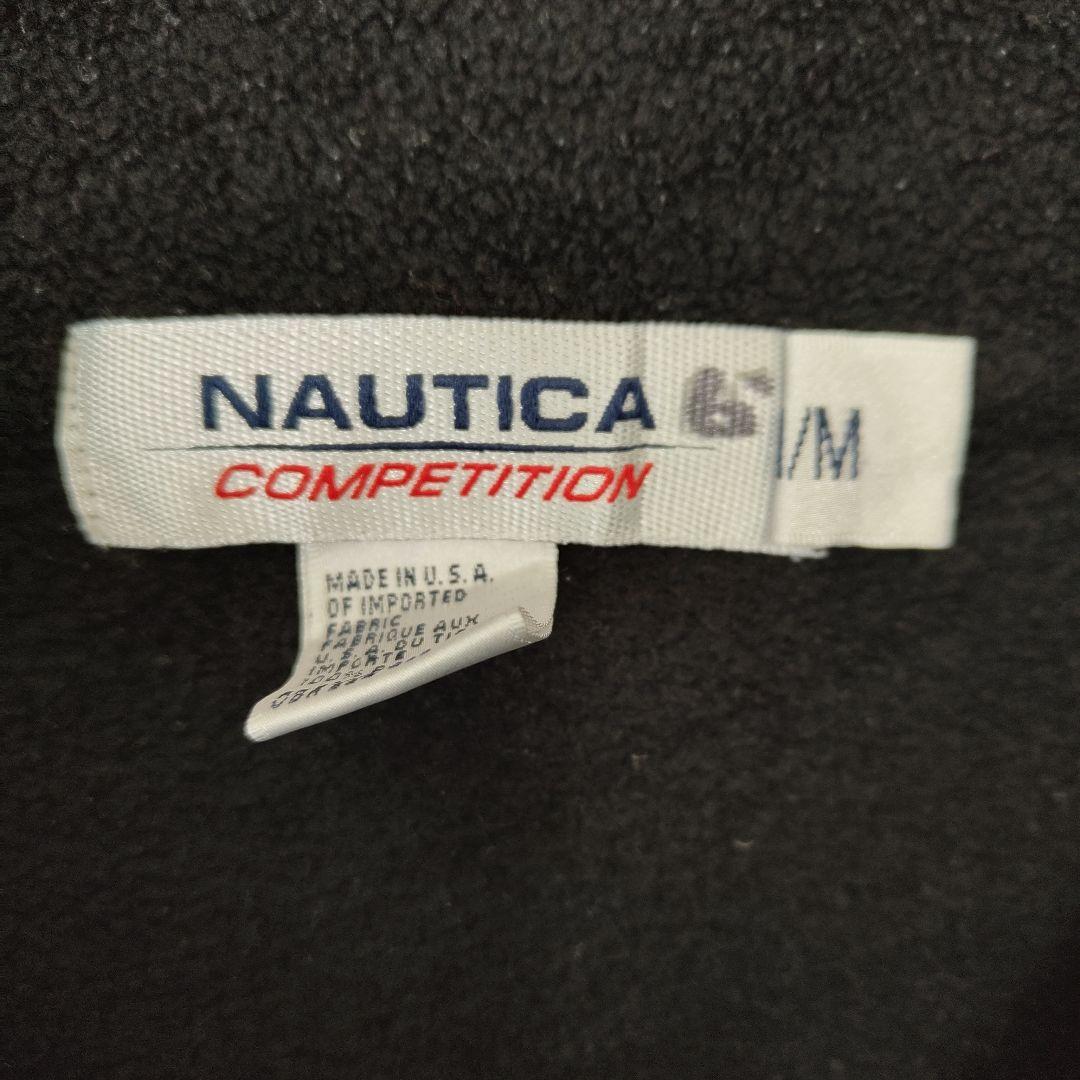 NAUTICA
COMPETITION
/M
MADE IN U.S.A.
OF IMPORTED
FABRIC
FABRIQUE AUX